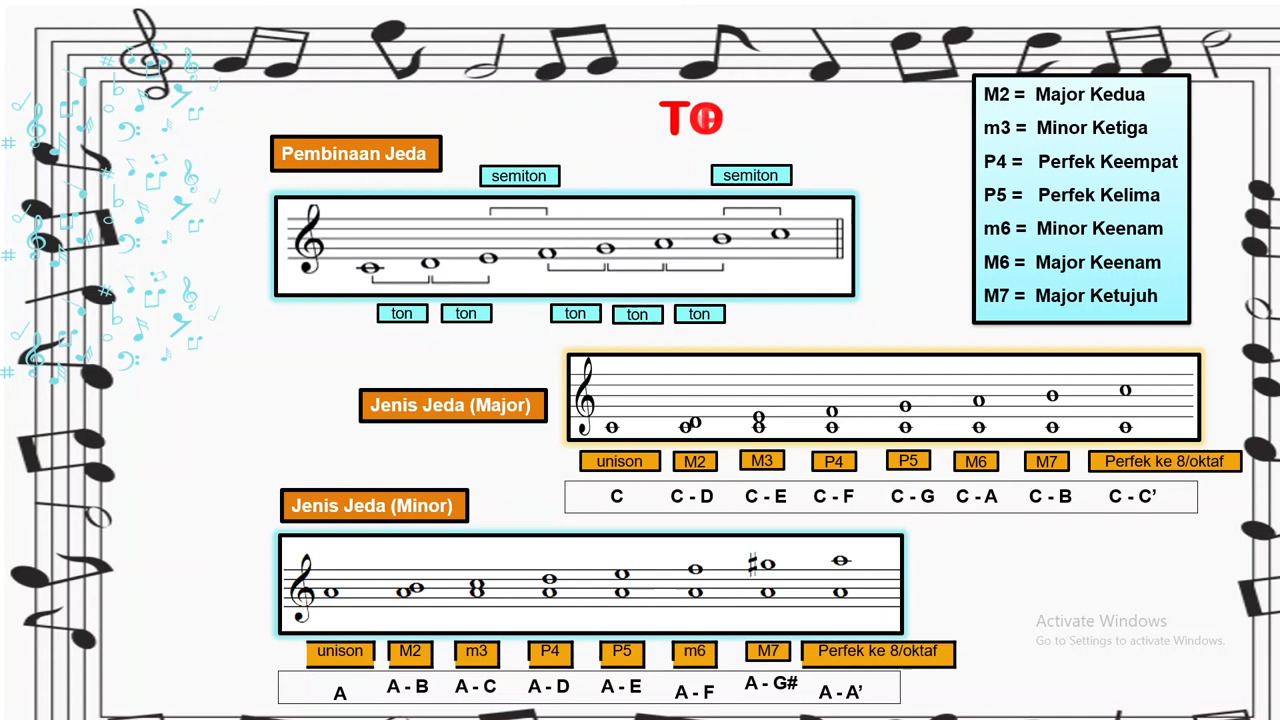 Pembinaan Jeda
semiton
semiton
ton
ton
ton
ton
ton
M2 = Major Kedua
m3 = Minor Ketiga
P4 = Perfek Keempat
P5 = Perfek Kelima
m6 = Minor Keenam
M6 = Major Keenam
M7 = Major Ketujuh
Jenis Jeda (Major)
unison M2 M3 P4 P5 M6 M7 Perfek ke 8/oktaf
C C - D C - E C - F C - G C - A C - B C - C’
Jenis Jeda (Minor)
unison M2 m3 P4 P5 m6 M7 Perfek ke 8/oktaf
A A - B A - C A - D A - E A - F A - G# A - A’
Activate Windows
Go to Settings to activate Windows.